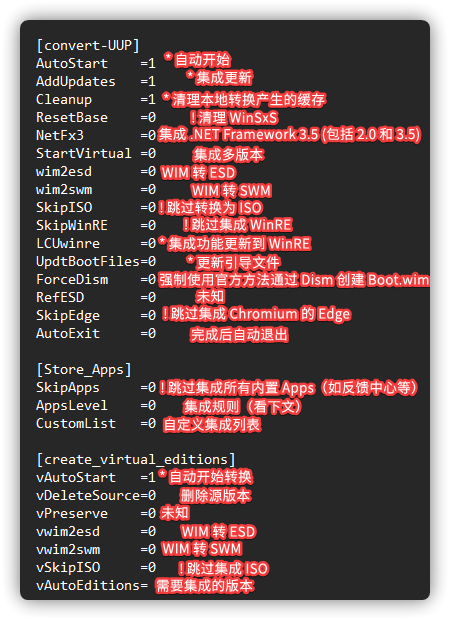 [convert-UUP]
AutoStart    =1 *自动开始
AddUpdates   =1 *集成更新
Cleanup      =1 *清理本地转换产生的缓存
ResetBase    =0 !清理 WinSxS
NetFx3       =0集成 .NET Framework 3.5 (包括 2.0 和 3.5)
StartVirtual =0 集成多版本
wim2esd      =0 WIM 转 ESD
wim2swm      =0 WIM 转 SWM
SkipISO      =0 !跳过转换为 ISO
SkipWinRE    =0 !跳过集成 WinRE
LCUwinre     =0 *集成功能更新到 WinRE
UpdtBootFiles=0 *更新引导文件
ForceDism    =0强制使用官方方法通过 Dism 创建 Boot.wim
RefESD       =0 未知
SkipEdge     =0 !跳过集成 Chromium 的 Edge
AutoExit     =0 完成后自动退出
[Store_Apps]
SkipApps     =0 !跳过集成所有内置 Apps（如反馈中心等）
AppsLevel    =0 集成规则（看下文）
CustomList   =0 自定义集成列表
[create_virtual_editions]
vAutoStart   =1 *自动开始转换
vDeleteSource=0 删除源版本
vPreserve    =0 未知
vwim2esd     =0 WIM 转 ESD
vwim2swm     =0 WIM 转 SWM
vSkipISO     =0 !跳过集成 ISO
vAutoEditions= 需要集成的版本